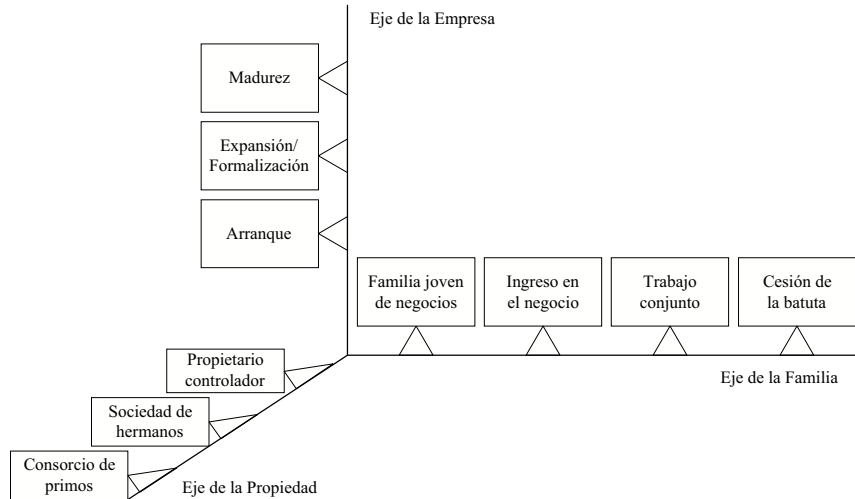 Eje de la Empresa
Madurez
Expansión/
Formalización
Arranque
Familia joven
de negocios
Ingreso en
el negocio
Trabajo
conjunto
Cesión de
la batuta
Eje de la Familia
Propietario
controlador
Sociedad de
hermanos
Consorcio de
primos
Eje de la Propiedad